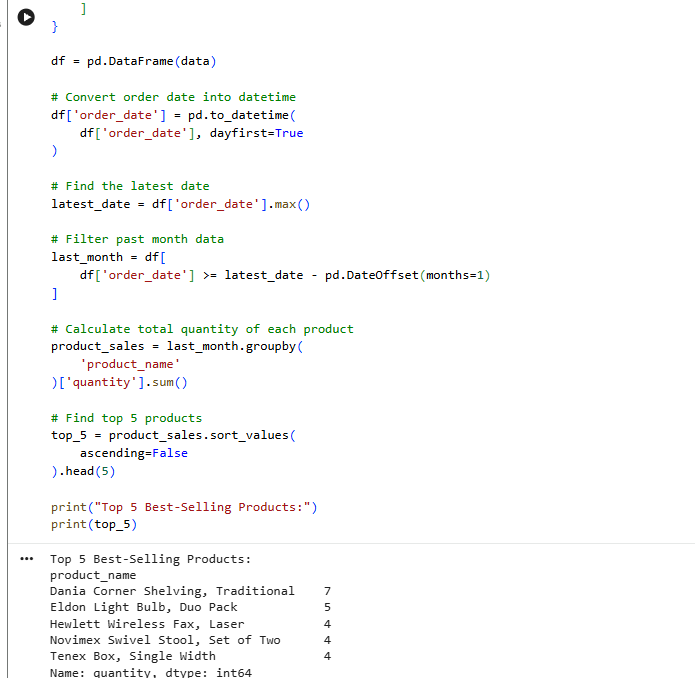 ]
}

df = pd.DataFrame(data)

# Convert order date into datetime
df['order_date'] = pd.to_datetime(
    df['order_date'], dayfirst=True
)

# Find the latest date
latest_date = df['order_date'].max()

# Filter past month data
last_month = df[
    df['order_date'] >= latest_date - pd.DateOffset(months=1)
]

# Calculate total quantity of each product
product_sales = last_month.groupby(
    'product_name'
)['quantity'].sum()

# Find top 5 products
top_5 = product_sales.sort_values(
    ascending=False
).head(5)

print("Top 5 Best-Selling Products:")
print(top_5)

Top 5 Best-Selling Products:
product_name
Dania Corner Shelving, Traditional    7
Eldon Light Bulb, Duo Pack            5
Hewlett Wireless Fax, Laser           4
Novimex Swivel Stool, Set of Two      4
Tenex Box, Single Width               4
Name: quantity, dtype: int64